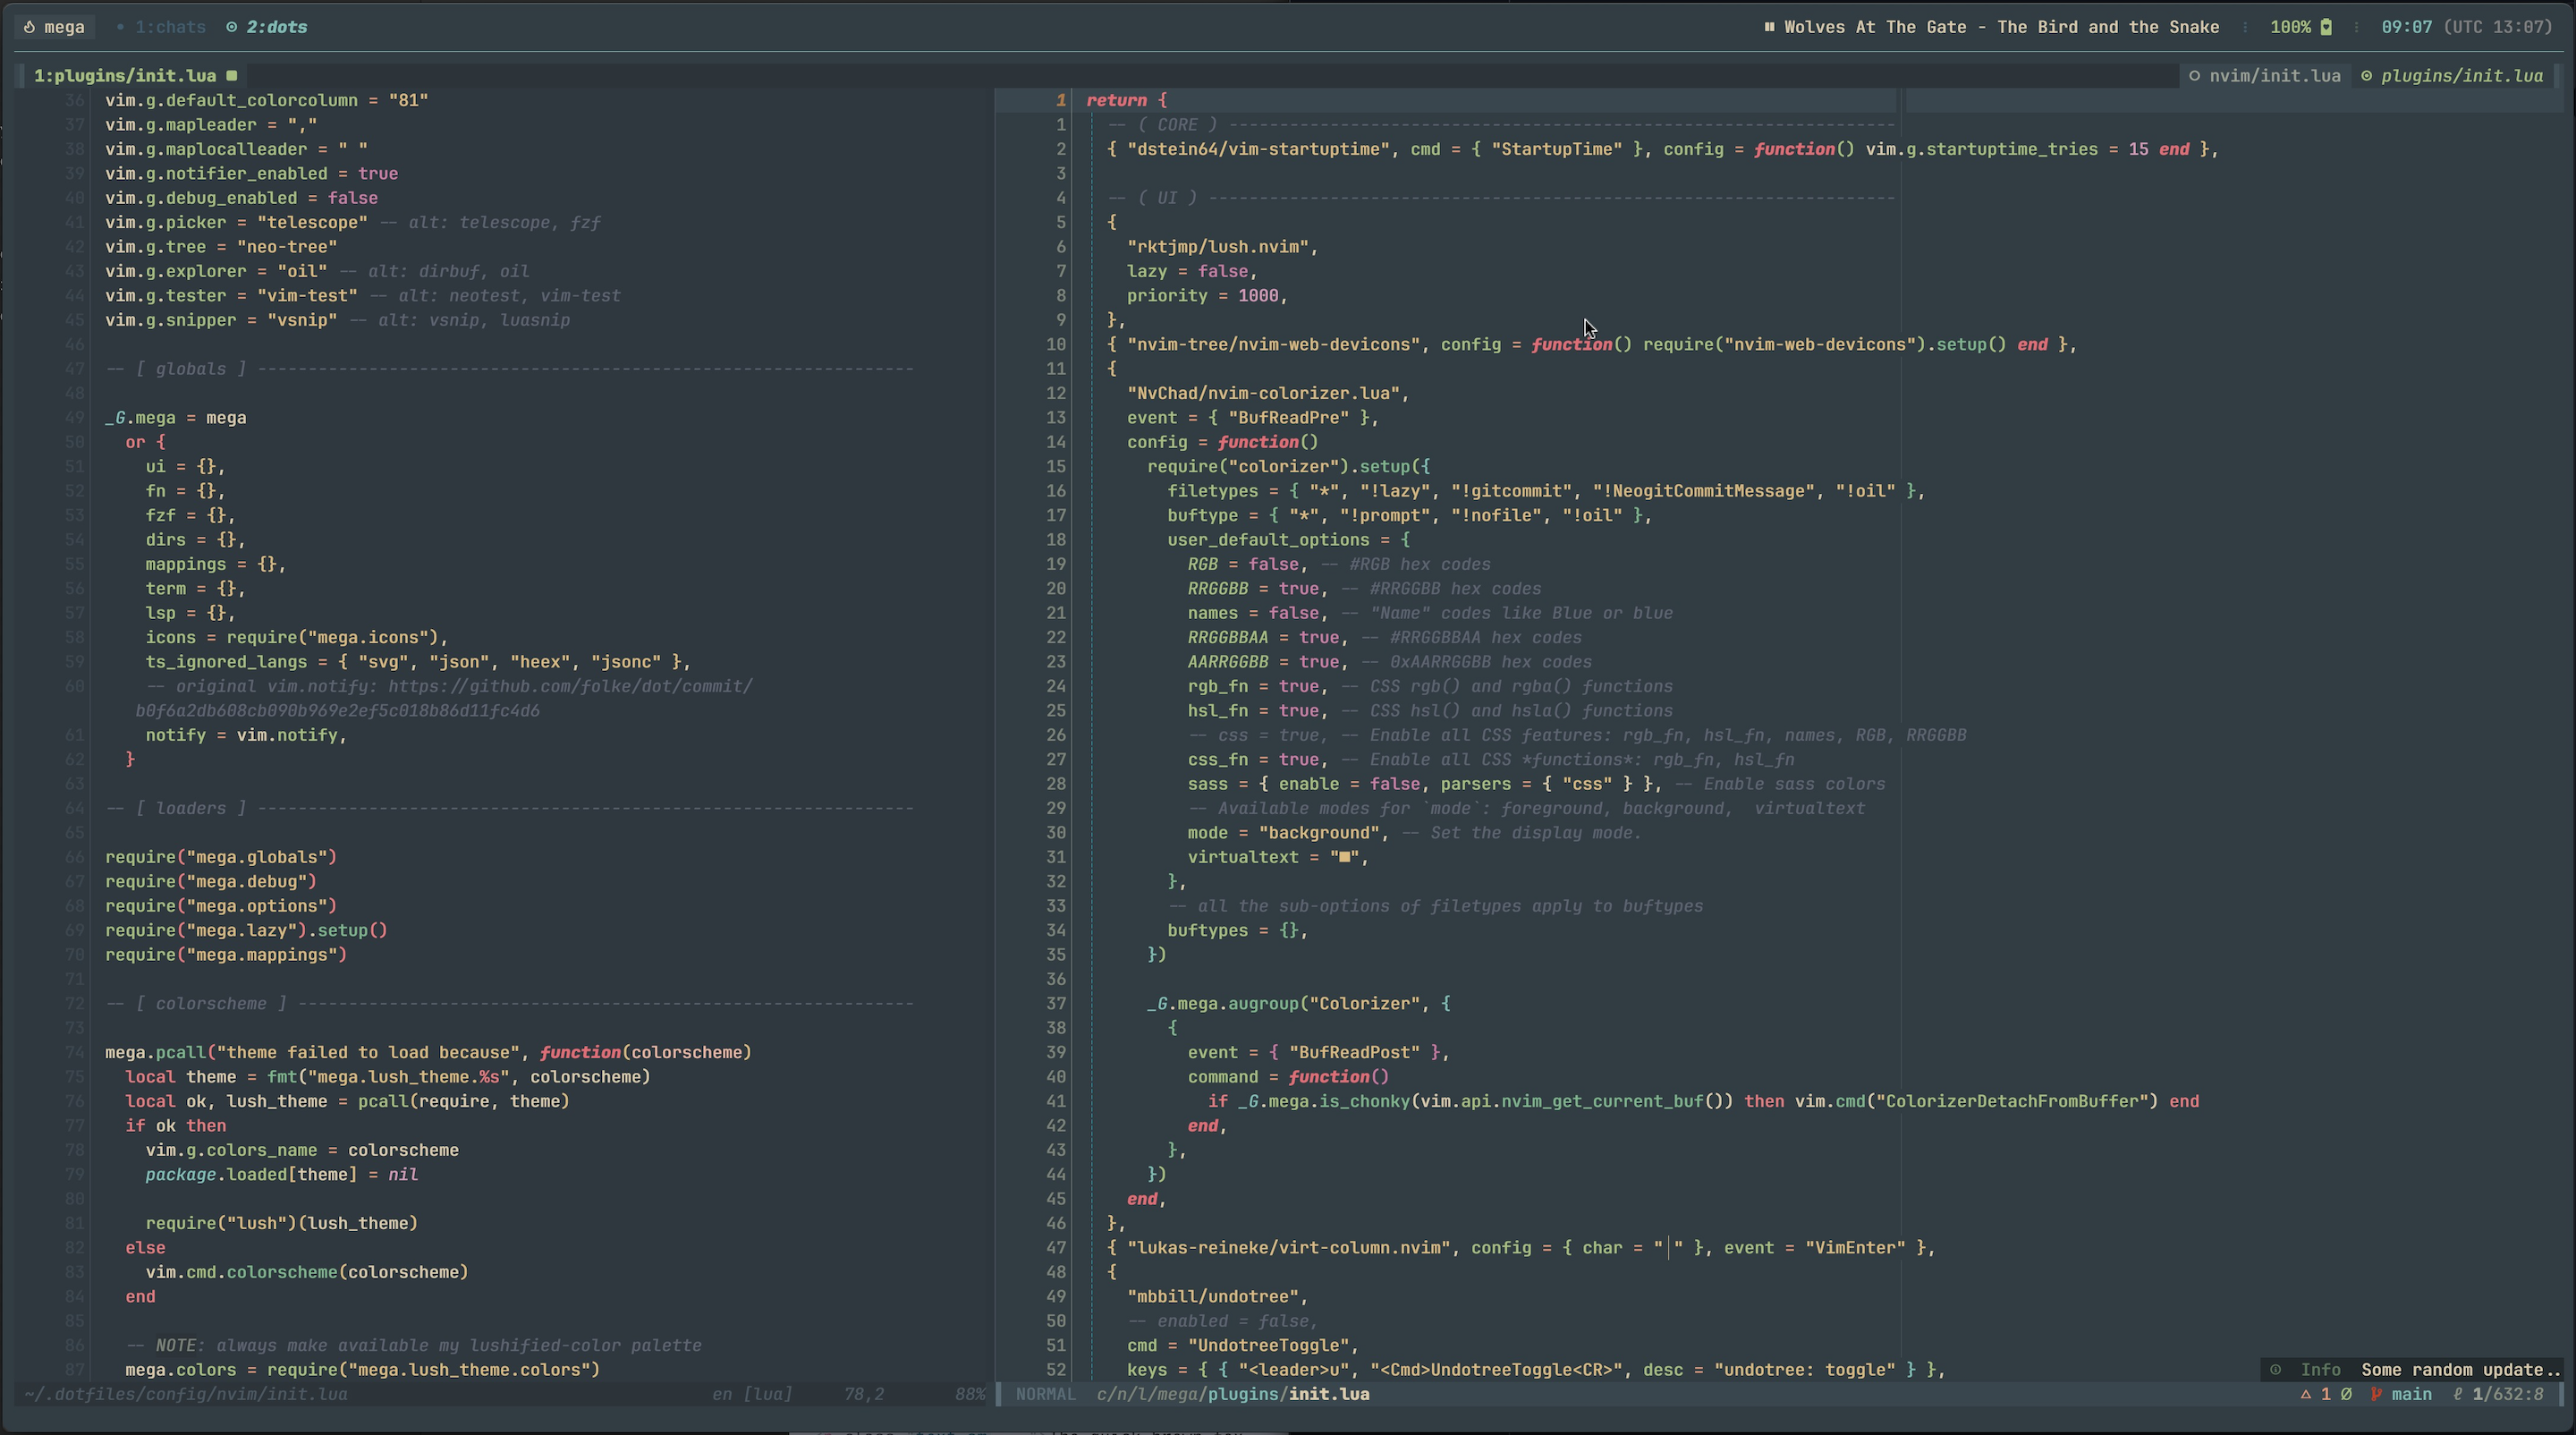 mega 1:chats 2:dots
Wolves At The Gate - The Bird and the Snake 100% 09:07 (UTC 13:07)
1:plugins/init.lua
nvim/init.lua plugins/init.lua
36 vim.g.default_colorcolumn = "81"
37 vim.g.mapleader = ","
38 vim.g.maplocalleader = " "
39 vim.g.notifier_enabled = true
40 vim.g.debug_enabled = false
41 vim.g.picker = "telescope" -- alt: telescope, fzf
42 vim.g.tree = "neo-tree"
43 vim.g.explorer = "oil" -- alt: dirbuf, oil
44 vim.g.tester = "vim-test" -- alt: neotest, vim-test
45 vim.g.snipper = "vsnip" -- alt: vsnip, luasnip
46
47 -- [ globals ] -----------------------------------------------------------------
48
49 _G.mega = mega
50 or {
51 ui = {},
52 fn = {},
53 fzf = {},
54 dirs = {},
55 mappings = {},
56 term = {},
57 lsp = {},
58 icons = require("mega.icons"),
59 ts_ignored_langs = { "svg", "json", "heex", "jsonc" },
60 -- original vim.notify: https://github.com/folke/dot/commit/
b0f6a2db608cb090b969e2ef5c018b86d11fc4d6
61 notify = vim.notify,
62 }
63
64 -- [ loaders ] -----------------------------------------------------------------
65
66 require("mega.globals")
67 require("mega.debug")
68 require("mega.options")
69 require("mega.lazy").setup()
70 require("mega.mappings")
71
72 -- [ colorscheme ] -------------------------------------------------------------
73
74 mega.pcall("theme failed to load because", function(colorscheme)
75 local theme = fmt("mega.lush_theme.%s", colorscheme)
76 local ok, lush_theme = pcall(require, theme)
77 if ok then
78 vim.g.colors_name = colorscheme
79 package.loaded[theme] = nil
80
81 require("lush")(lush_theme)
82 else
83 vim.cmd.colorscheme(colorscheme)
84 end
85
86 -- NOTE: always make available my lushified-color palette
87 mega.colors = require("mega.lush_theme.colors")
~/.dotfiles/config/nvim/init.lua en [lua] 78,2 88%
1 return {
1 -- ( CORE ) ------------------------------------------------------------------
2 { "dstein64/vim-startuptime", cmd = { "StartupTime" }, config = function() vim.g.startuptime_tries = 15 end },
3
4 -- ( UI ) --------------------------------------------------------------------
5 {
6 "rktjmp/lush.nvim",
7 lazy = false,
8 priority = 1000,
9 },
10 { "nvim-tree/nvim-web-devicons", config = function() require("nvim-web-devicons").setup() end },
11 {
12 "NvChad/nvim-colorizer.lua",
13 event = { "BufReadPre" },
14 config = function()
15 require("colorizer").setup({
16 filetypes = { "*", "!lazy", "!gitcommit", "!NeogitCommitMessage", "!oil" },
17 buftype = { "*", "!prompt", "!nofile", "!oil" },
18 user_default_options = {
19 RGB = false, -- #RGB hex codes
20 RRGGBB = true, -- #RRGGBB hex codes
21 names = false, -- "Name" codes like Blue or blue
22 RRGGBBAA = true, -- #RRGGBBAA hex codes
23 AARRGGBB = true, -- 0xAARRGGBB hex codes
24 rgb_fn = true, -- CSS rgb() and rgba() functions
25 hsl_fn = true, -- CSS hsl() and hsla() functions
26 -- css = true, -- Enable all CSS features: rgb_fn, hsl_fn, names, RGB, RRGGBB
27 css_fn = true, -- Enable all CSS *functions*: rgb_fn, hsl_fn
28 sass = { enable = false, parsers = { "css" } }, -- Enable sass colors
29 -- Available modes for `mode`: foreground, background,  virtualtext
30 mode = "background", -- Set the display mode.
31 virtualtext = "■",
32 },
33 -- all the sub-options of filetypes apply to buftypes
34 buftypes = {},
35 })
36
37 _G.mega.augroup("Colorizer", {
38 {
39 event = { "BufReadPost" },
40 command = function()
41 if _G.mega.is_chonky(vim.api.nvim_get_current_buf()) then vim.cmd("ColorizerDetachFromBuffer") end
42 end,
43 },
44 })
45 end,
46 },
47 { "lukas-reineke/virt-column.nvim", config = { char = "│" }, event = "VimEnter" },
48 {
49 "mbbill/undotree",
50 -- enabled = false,
51 cmd = "UndotreeToggle",
52 keys = { { "<leader>u", "<Cmd>UndotreeToggle<CR>", desc = "undotree: toggle" } },
Info Some random update..
NORMAL c/n/l/mega/plugins/init.lua 1 Ø main ℓ 1/632:8